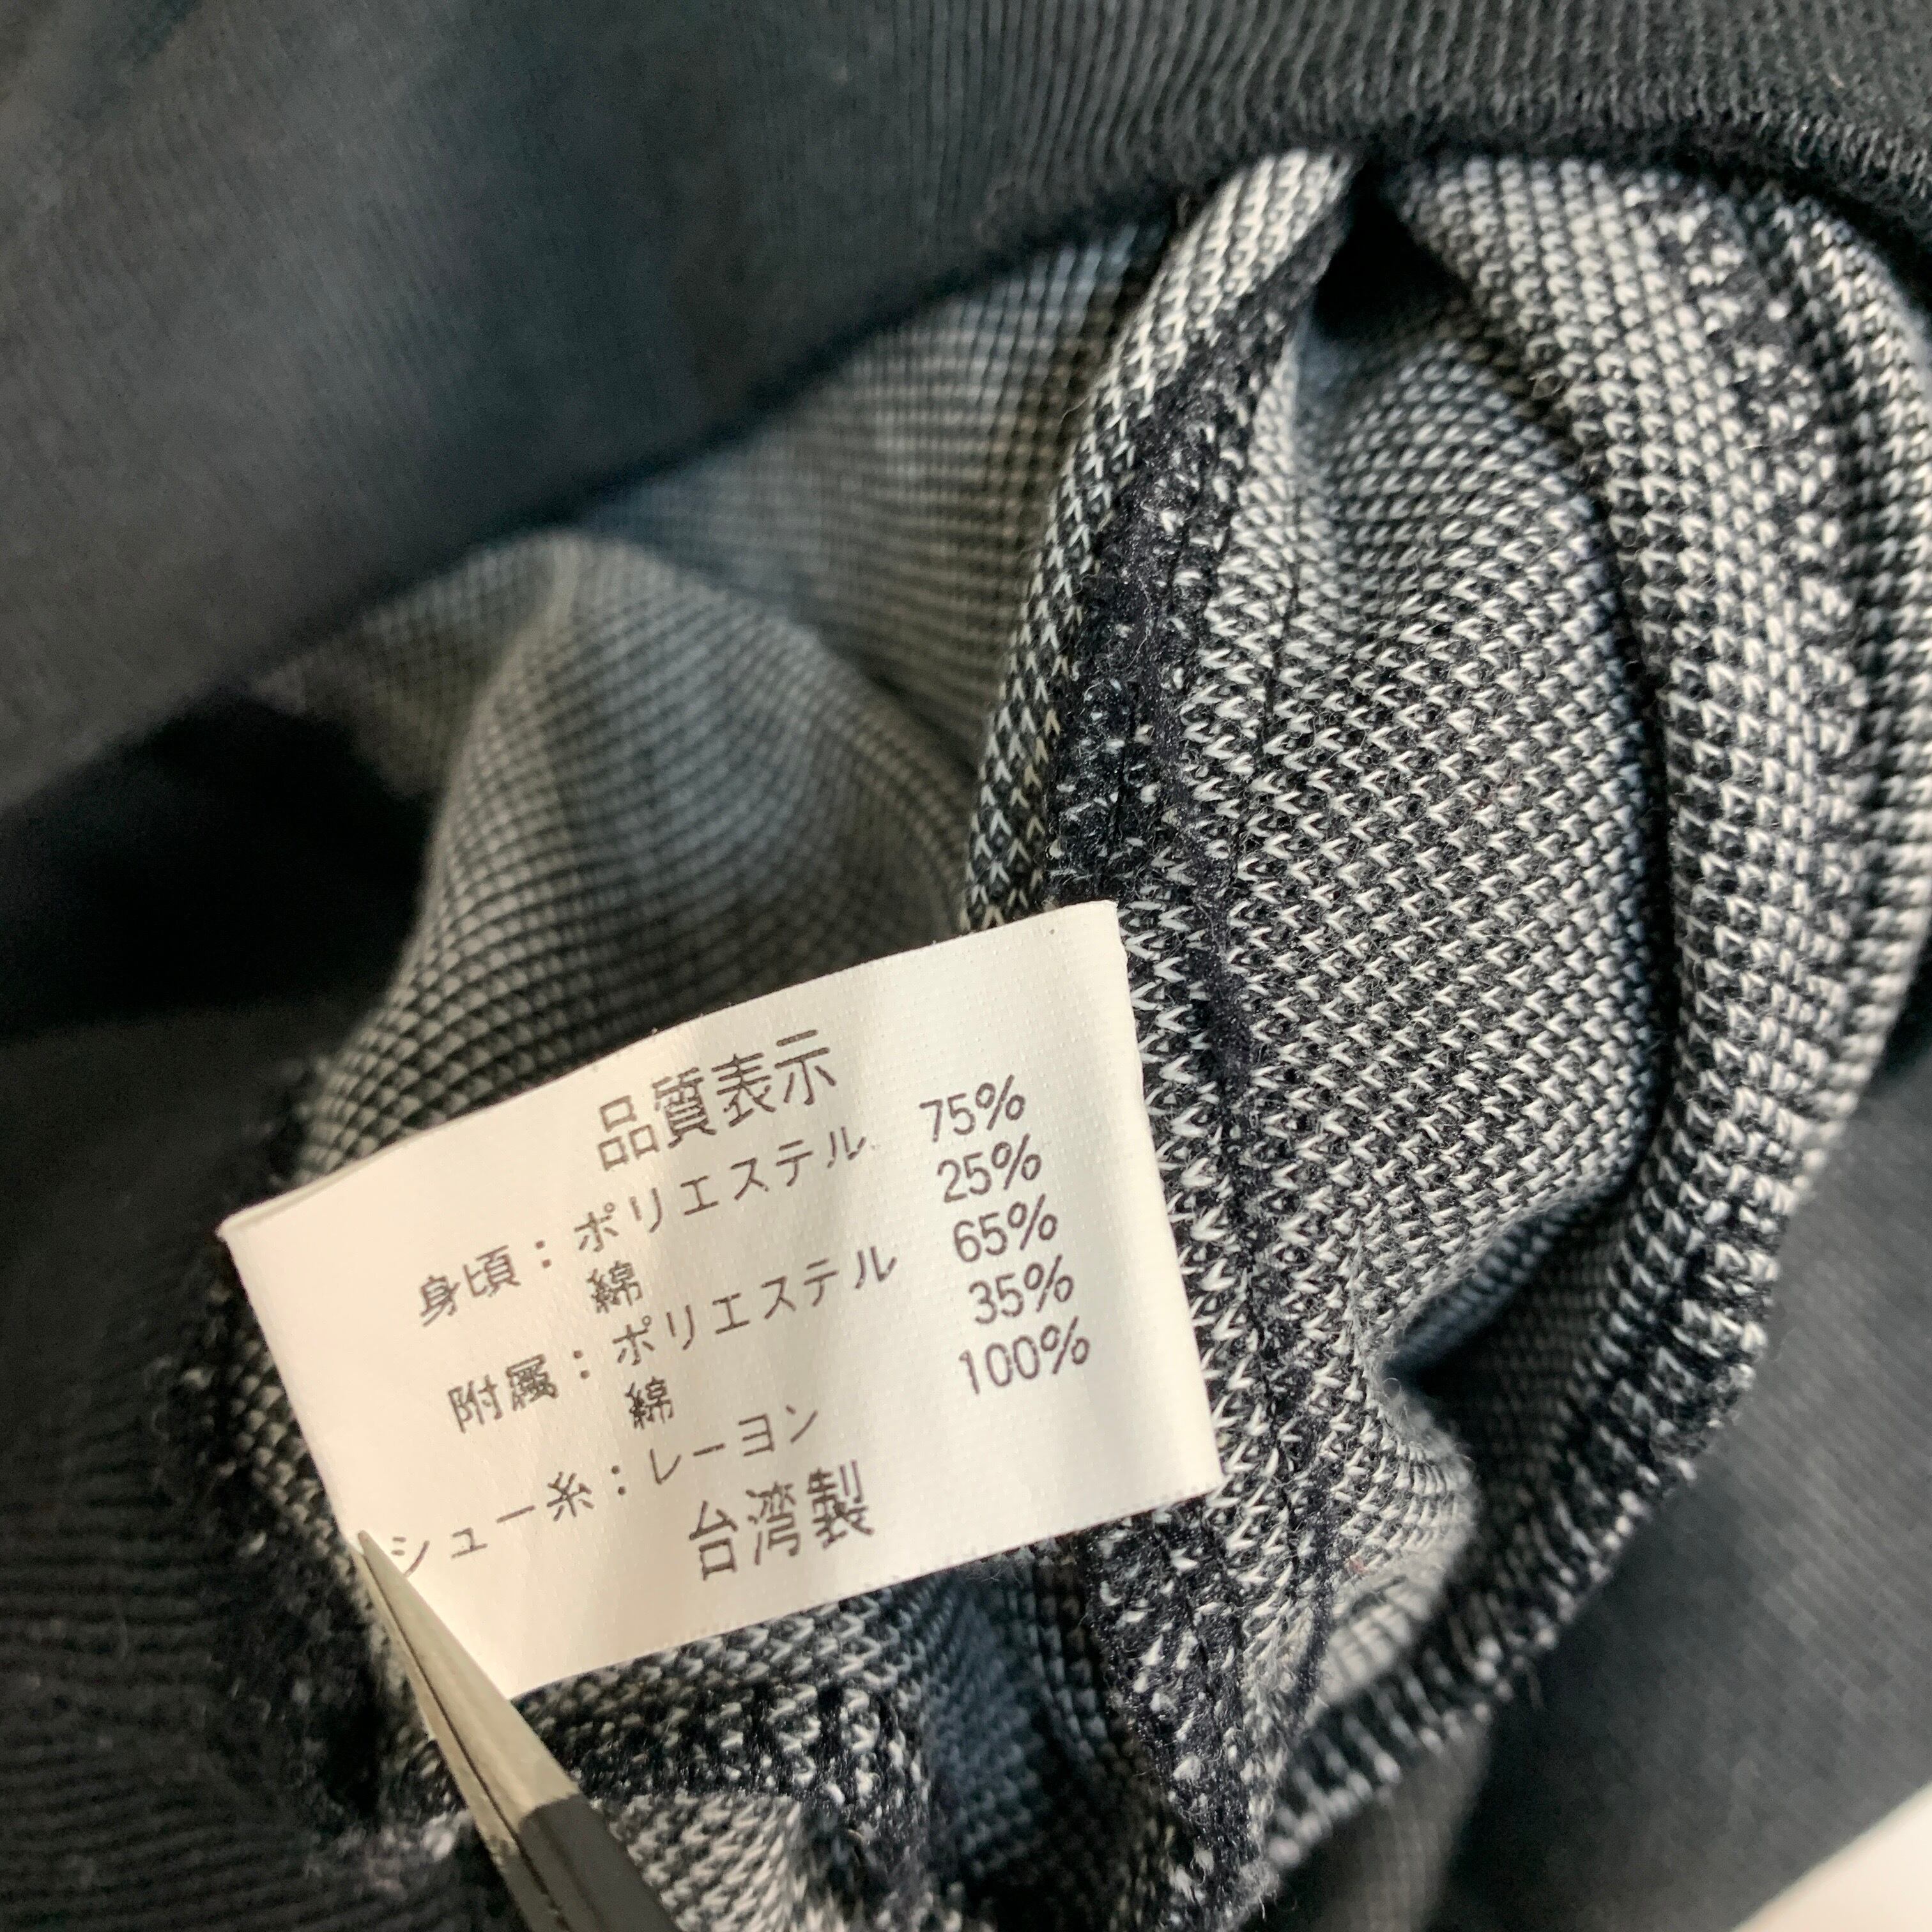 品質表示
身頃：ポリエステル 75%
綿 25%
附属：ポリエステル 65%
綿 35%
シュー糸：レーヨン 100%
台湾製